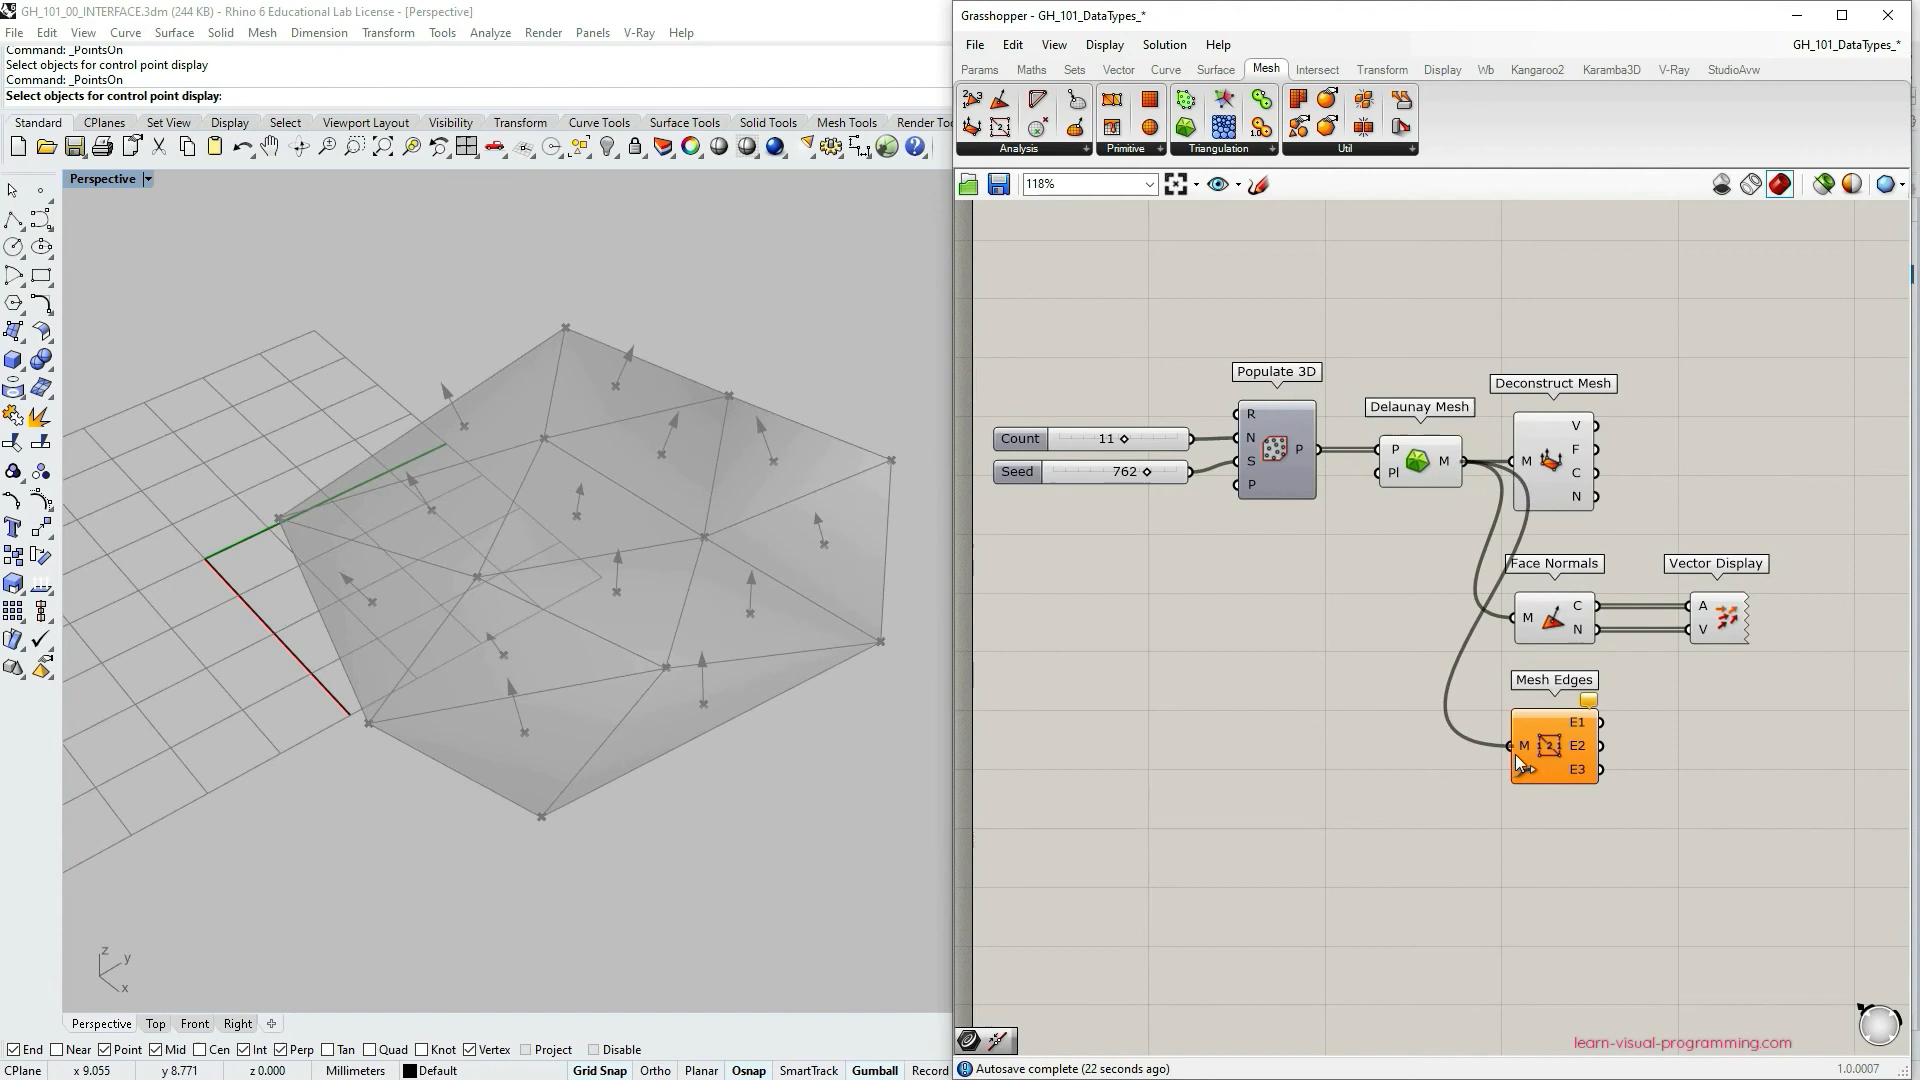 GH_101_00_INTERFACE.3dm (244 KB) - Rhino 6 Educational Lab License - [Perspective]
File Edit View Curve Surface Solid Mesh Dimension Transform Tools Analyze Render Panels V-Ray Help
Command: _PointsOn
Select objects for control point display
Command: _PointsOn
Select objects for control point display:
Standard CPlanes Set View Display Select Viewport Layout Visibility Transform Curve Tools Surface Tools Solid Tools Mesh Tools Render Too
Perspective
z
y
x
Perspective Top Front Right
End Near Point Mid Cen Int Perp Tan Quad Knot Vertex Project Disable
CPlane x 9.055 y 8.771 z 0.000 Millimeters Default Grid Snap Ortho Planar Osnap SmartTrack Gumball Record
Grasshopper - GH_101_DataTypes_*
File Edit View Display Solution Help GH_101_DataTypes_*
Params Maths Sets Vector Curve Surface Mesh Intersect Transform Display Wb Kangaroo2 Karamba3D V-Ray StudioAvw
Analysis Primitive Triangulation Util
118%
Populate 3D
R
N
S
P
P
Count 11
Seed 762
Delaunay Mesh
P
Pl
M
Deconstruct Mesh
M
V
F
C
N
Face Normals
M
C
N
Vector Display
A
V
Mesh Edges
M
E1
E2
E3
learn-visual-programming.com
Autosave complete (22 seconds ago) 1.0.0007